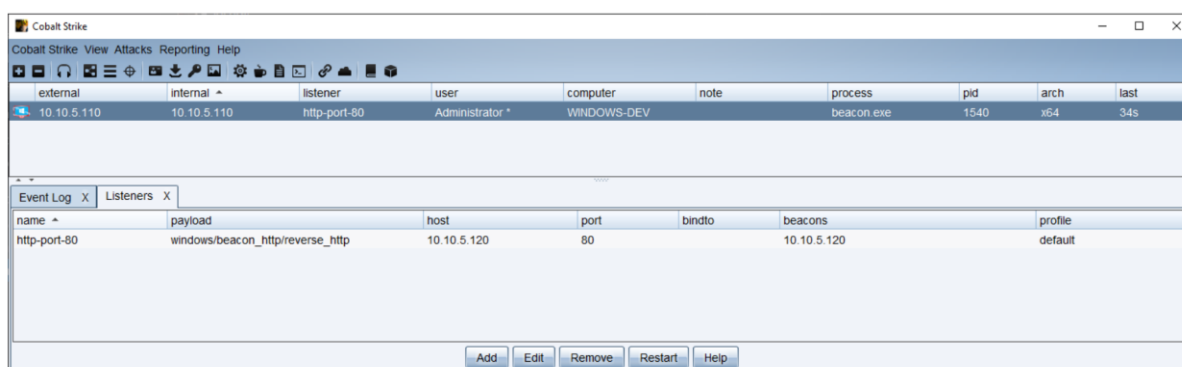 Cobalt Strike
Cobalt Strike View Attacks Reporting Help
external internal listener user computer note process pid arch last
10.10.5.110 10.10.5.110 http-port-80 Administrator * WINDOWS-DEV beacon.exe 1540 x64 34s
Event Log X Listeners X
name payload host port bindto beacons profile
http-port-80 windows/beacon_http/reverse_http 10.10.5.120 80 10.10.5.120 default
Add Edit Remove Restart Help